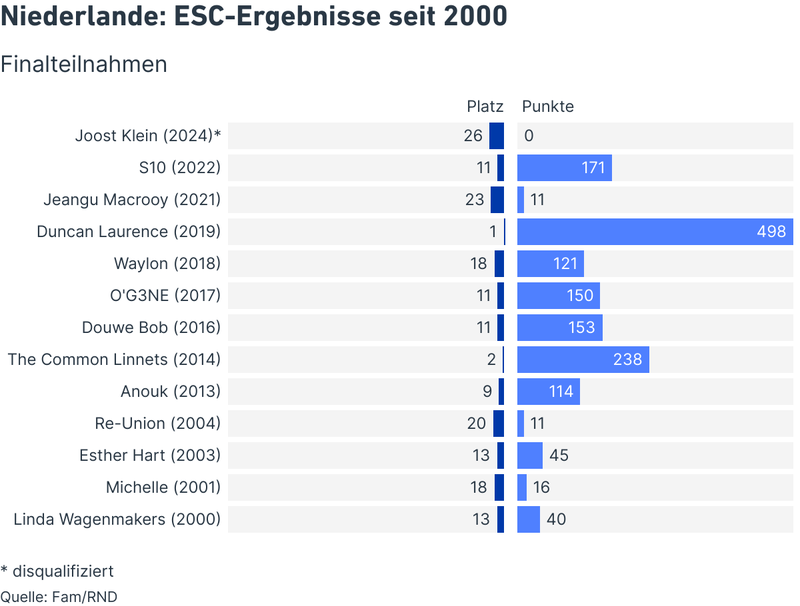 Niederlande: ESC-Ergebnisse seit 2000
Finalteilnahmen
Platz Punkte
Joost Klein (2024)* 26 0
S10 (2022) 11 171
Jeangu Macrooy (2021) 23 11
Duncan Laurence (2019) 1 498
Waylon (2018) 18 121
O'G3NE (2017) 11 150
Douwe Bob (2016) 11 153
The Common Linnets (2014) 2 238
Anouk (2013) 9 114
Re-Union (2004) 20 11
Esther Hart (2003) 13 45
Michelle (2001) 18 16
Linda Wagenmakers (2000) 13 40
* disqualifiziert
Quelle: Fam/RND